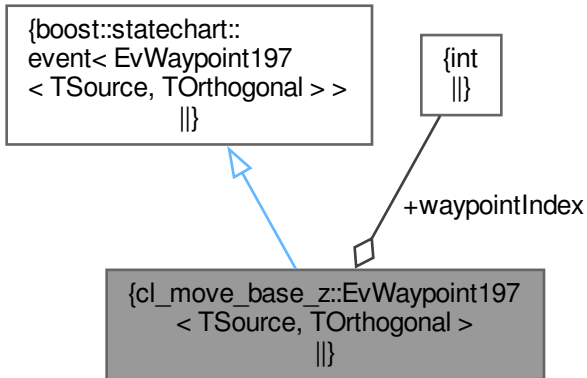 {boost::statechart::
event< EvWaypoint197
< TSource, TOrthogonal > >
||}
{int
||}
+waypointIndex
{cl_move_base_z::EvWaypoint197
< TSource, TOrthogonal >
||}